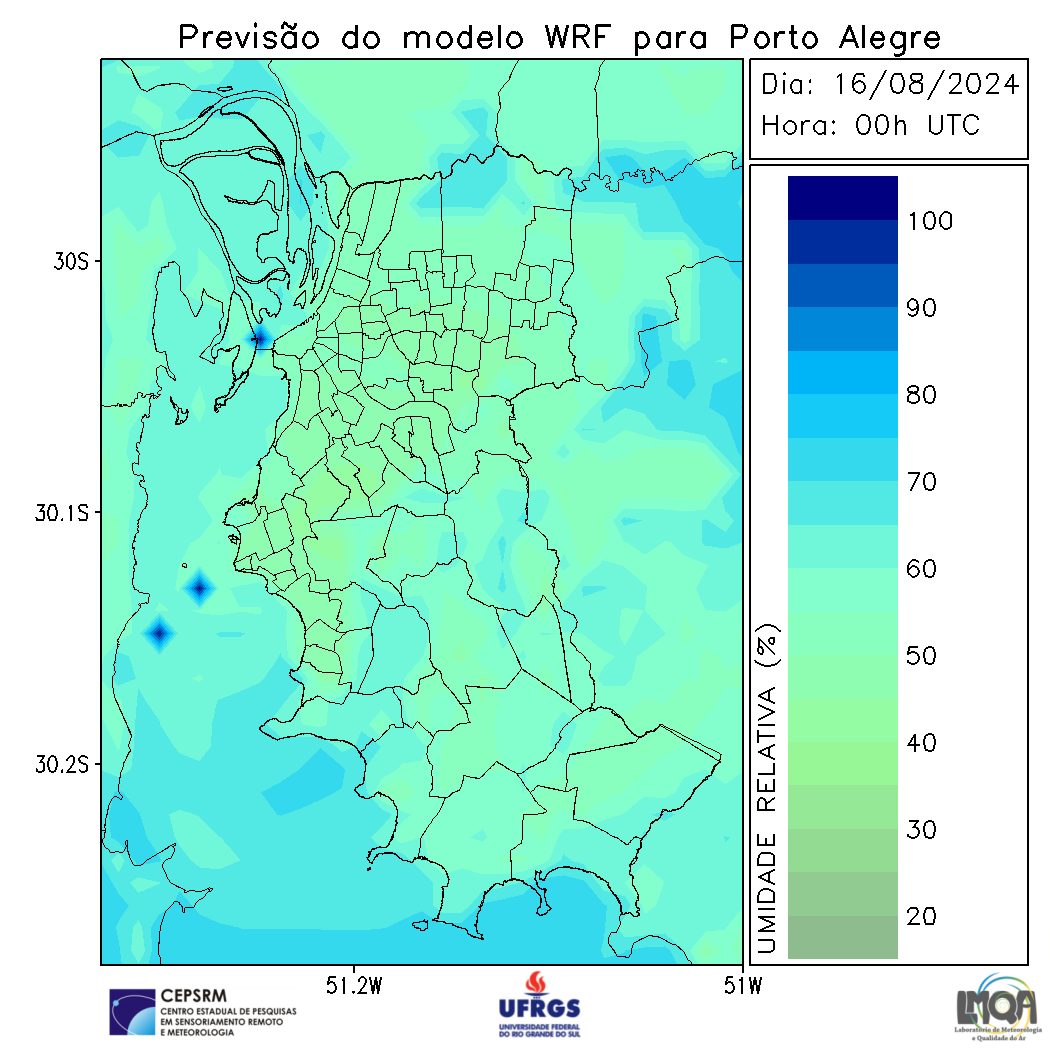 Previsão do modelo WRF para Porto Alegre
Dia: 16/08/2024
Hora: 00h UTC
30S
30.1S
30.2S
51.2W
51W
100
90
80
70
60
50
40
30
20
UMIDADE RELATIVA (%)
CEPSRM
CENTRO ESTADUAL DE PESQUISAS
EM SENSORIAMENTO REMOTO
E METEOROLOGIA
UFRGS
UNIVERSIDADE FEDERAL
DO RIO GRANDE DO SUL
LMQA
Laboratório de Meteorologia
e Qualidade do Ar